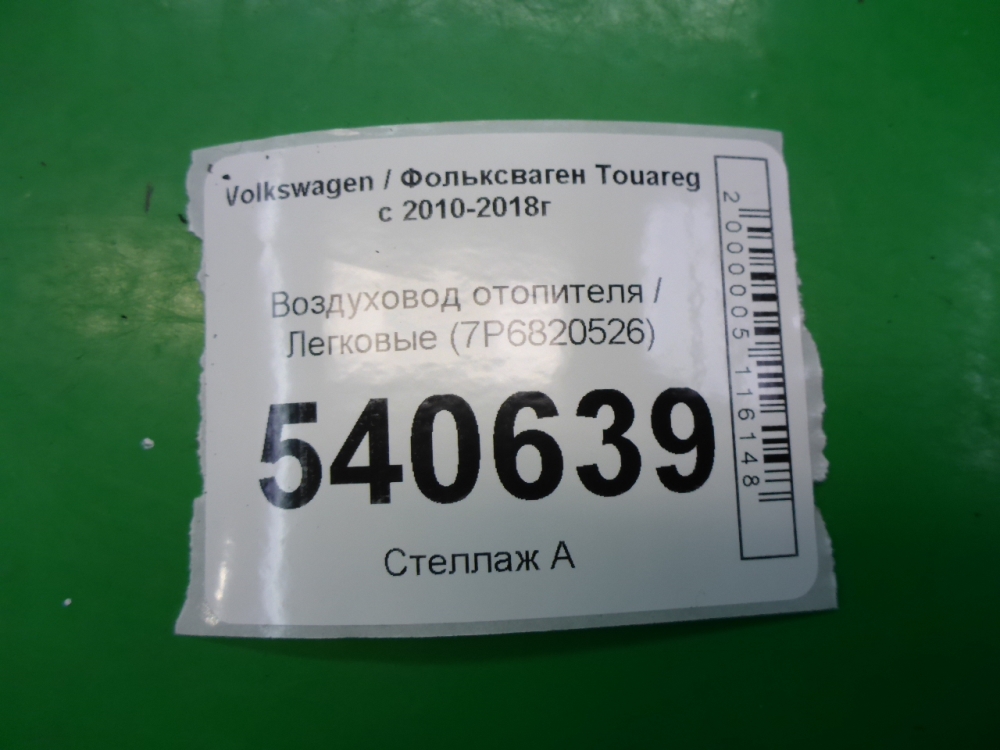 Volkswagen / Фольксваген Touareg
с 2010-2018г
Воздуховод отопителя /
Легковые (7P6820526)
540639
Стеллаж А
2000005116148